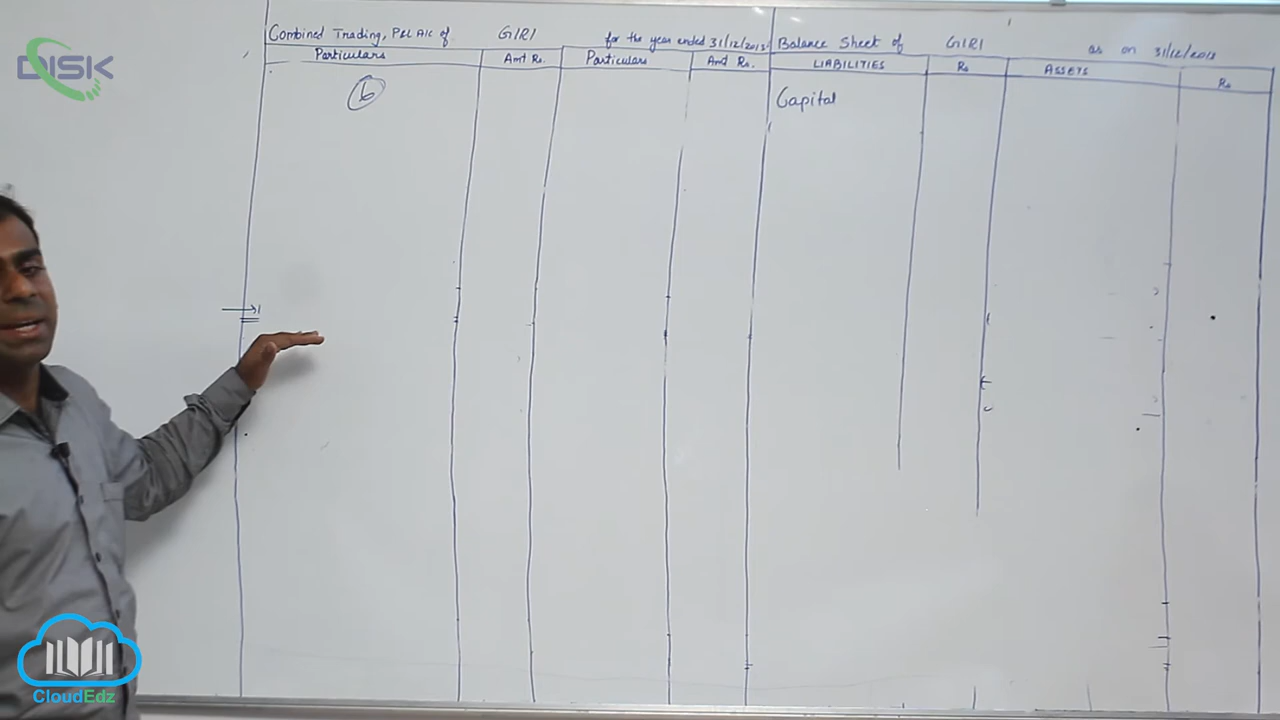 DISK
Combined Trading, P&L A/C of GIRI for the year ended 31/12/2013.
Particulars Amt Rs. Particulars Amt Rs.
6
Balance Sheet of GIRI as on 31/12/2013
LIABILITIES Rs ASSETS Rs
Capital
CloudEdz